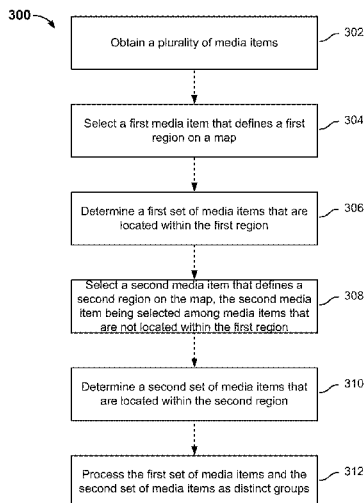 300
302
Obtain a plurality of media items
304
Select a first media item that defines a first
region on a map
306
Determine a first set of media items that are
located within the first region
308
Select a second media item that defines a
second region on the map, the second media
item being selected among media items that
are not located within the first region
310
Determine a second set of media items that
are located within the second region
312
Process the first set of media items and the
second set of media items as distinct groups